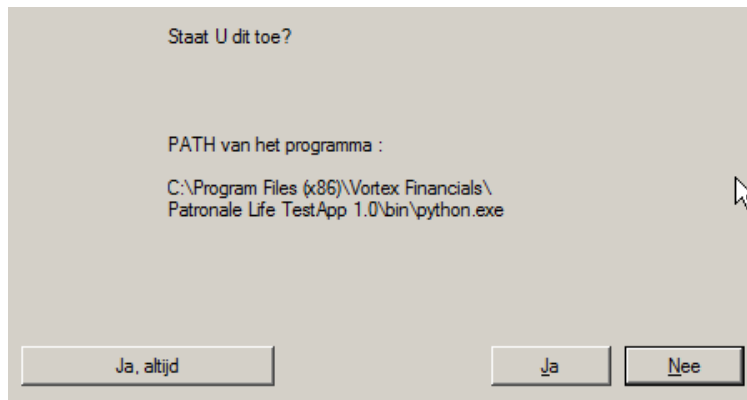 Staat U dit toe?
PATH van het programma :
C:\Program Files (x86)\Vortex Financials\
Patronale Life TestApp 1.0\bin\python.exe
Ja, altijd
Ja
Nee